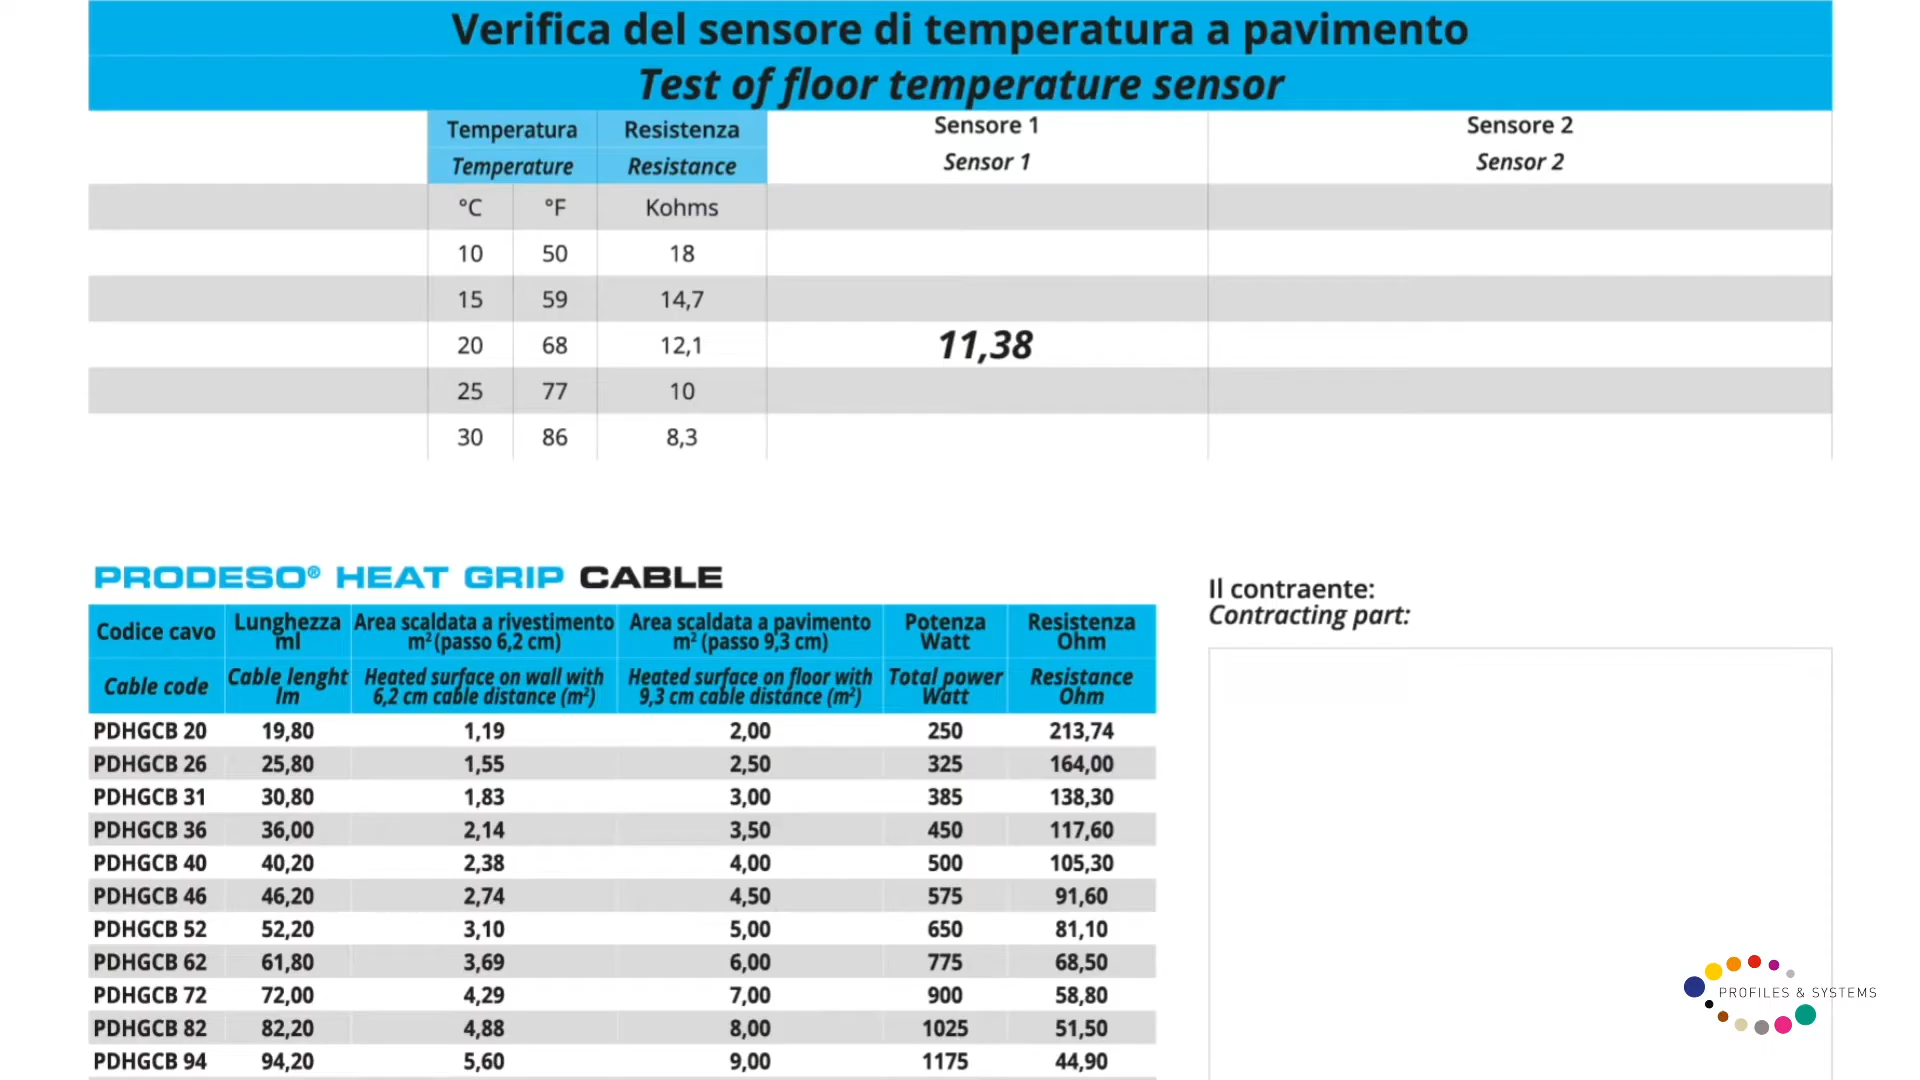 Verifica del sensore di temperatura a pavimento
Test of floor temperature sensor
Temperatura Resistenza Sensore 1 Sensore 2
Temperature Resistance Sensor 1 Sensor 2
°C °F Kohms
10 50 18
15 59 14,7
20 68 12,1 11,38
25 77 10
30 86 8,3
PRODESO® HEAT GRIP CABLE
Codice cavo Lunghezza ml Area scaldata a rivestimento m² (passo 6,2 cm) Area scaldata a pavimento m² (passo 9,3 cm) Potenza Watt Resistenza Ohm
Cable code Cable lenght lm Heated surface on wall with 6,2 cm cable distance (m²) Heated surface on floor with 9,3 cm cable distance (m²) Total power Watt Resistance Ohm
PDHGCB 20 19,80 1,19 2,00 250 213,74
PDHGCB 26 25,80 1,55 2,50 325 164,00
PDHGCB 31 30,80 1,83 3,00 385 138,30
PDHGCB 36 36,00 2,14 3,50 450 117,60
PDHGCB 40 40,20 2,38 4,00 500 105,30
PDHGCB 46 46,20 2,74 4,50 575 91,60
PDHGCB 52 52,20 3,10 5,00 650 81,10
PDHGCB 62 61,80 3,69 6,00 775 68,50
PDHGCB 72 72,00 4,29 7,00 900 58,80
PDHGCB 82 82,20 4,88 8,00 1025 51,50
PDHGCB 94 94,20 5,60 9,00 1175 44,90
Il contraente:
Contracting part:
PROFILES & SYSTEMS